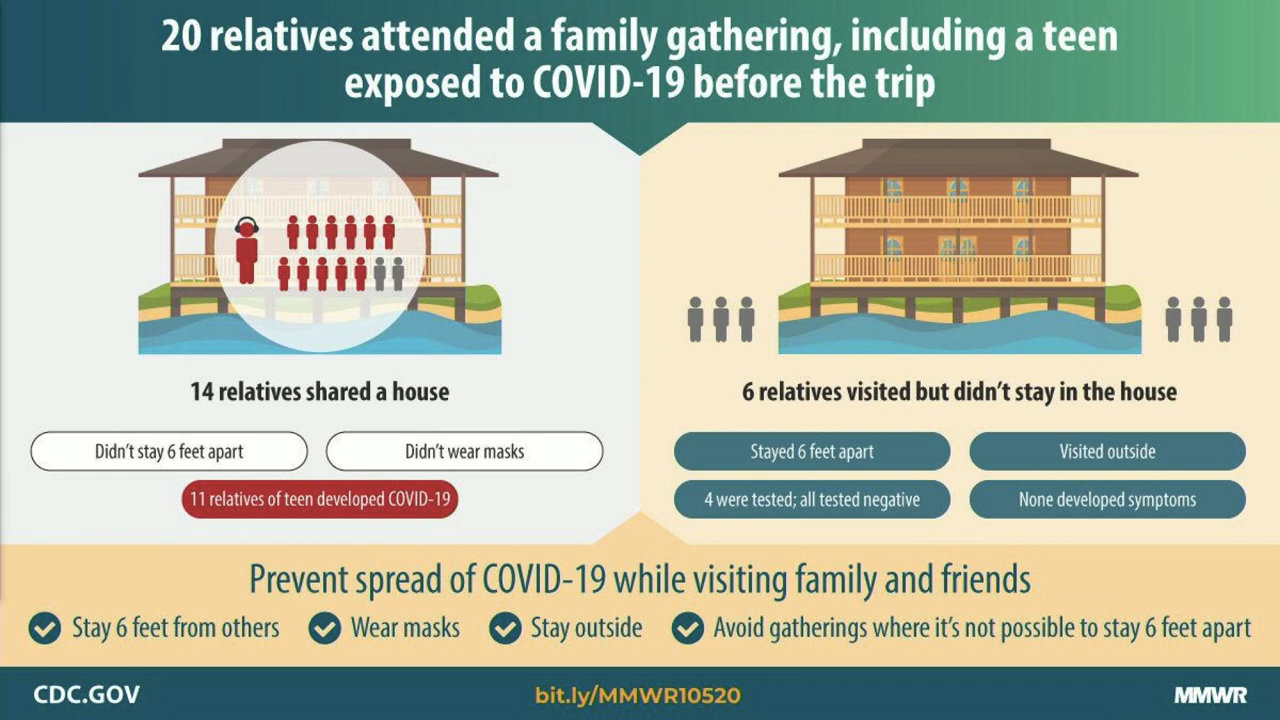 20 relatives attended a family gathering, including a teen
exposed to COVID-19 before the trip
14 relatives shared a house
Didn't stay 6 feet apart
Didn't wear masks
11 relatives of teen developed COVID-19
6 relatives visited but didn't stay in the house
Stayed 6 feet apart
Visited outside
4 were tested; all tested negative
None developed symptoms
Prevent spread of COVID-19 while visiting family and friends
Stay 6 feet from others
Wear masks
Stay outside
Avoid gatherings where it's not possible to stay 6 feet apart
CDC.GOV
bit.ly/MMWR10520
MMWR